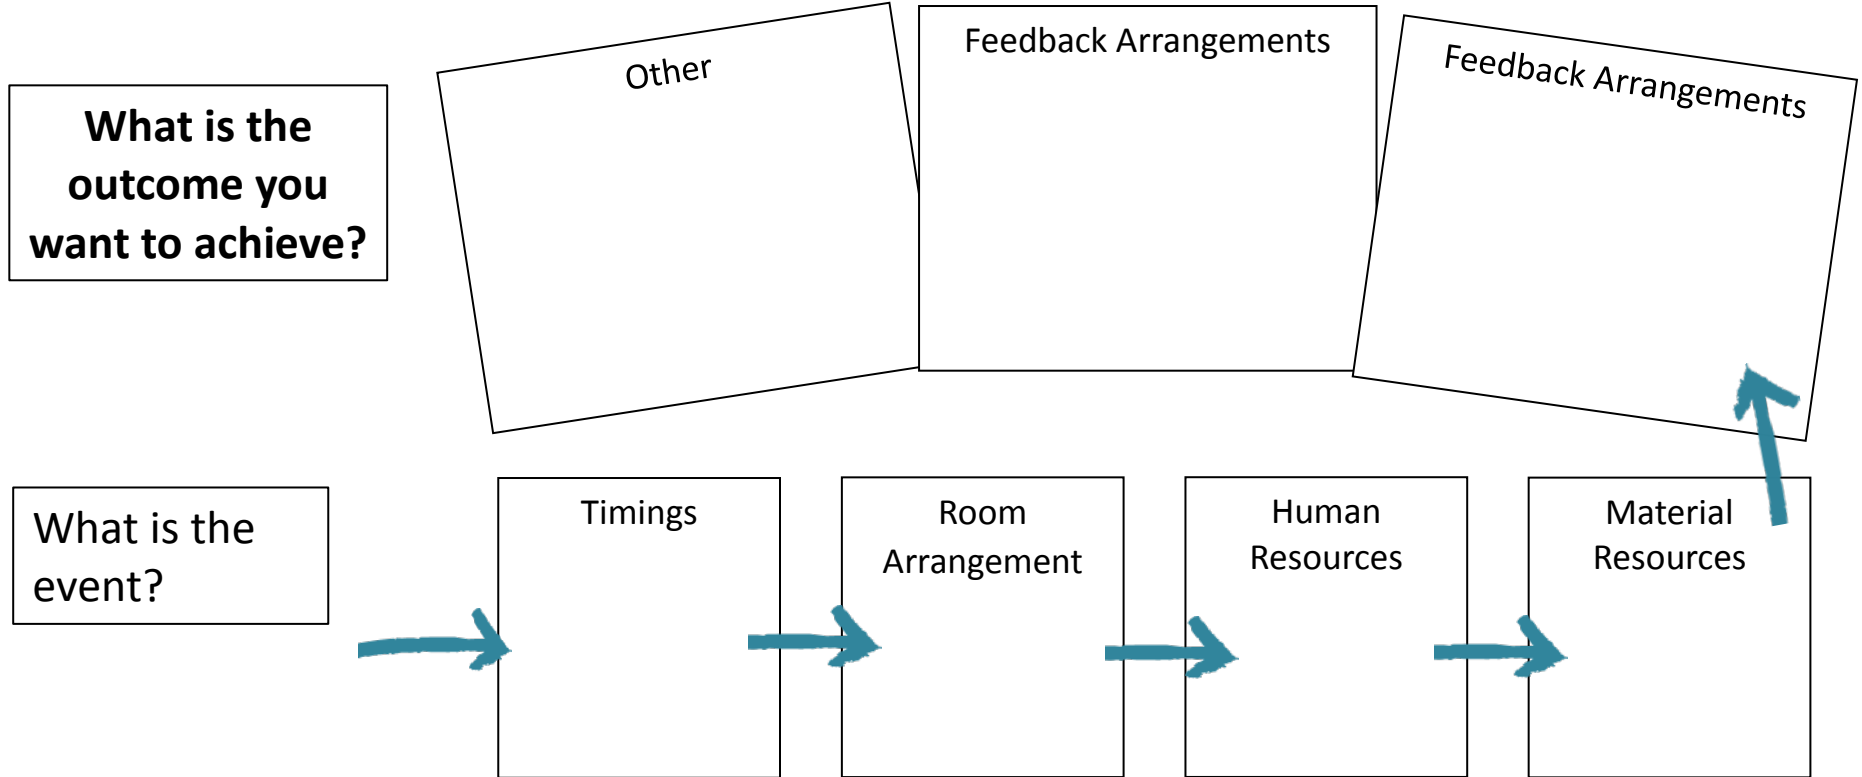 What is the
outcome you
want to achieve?
Other
Feedback Arrangements
Feedback Arrangements
What is the
event?
Timings
Room
Arrangement
Human
Resources
Material
Resources